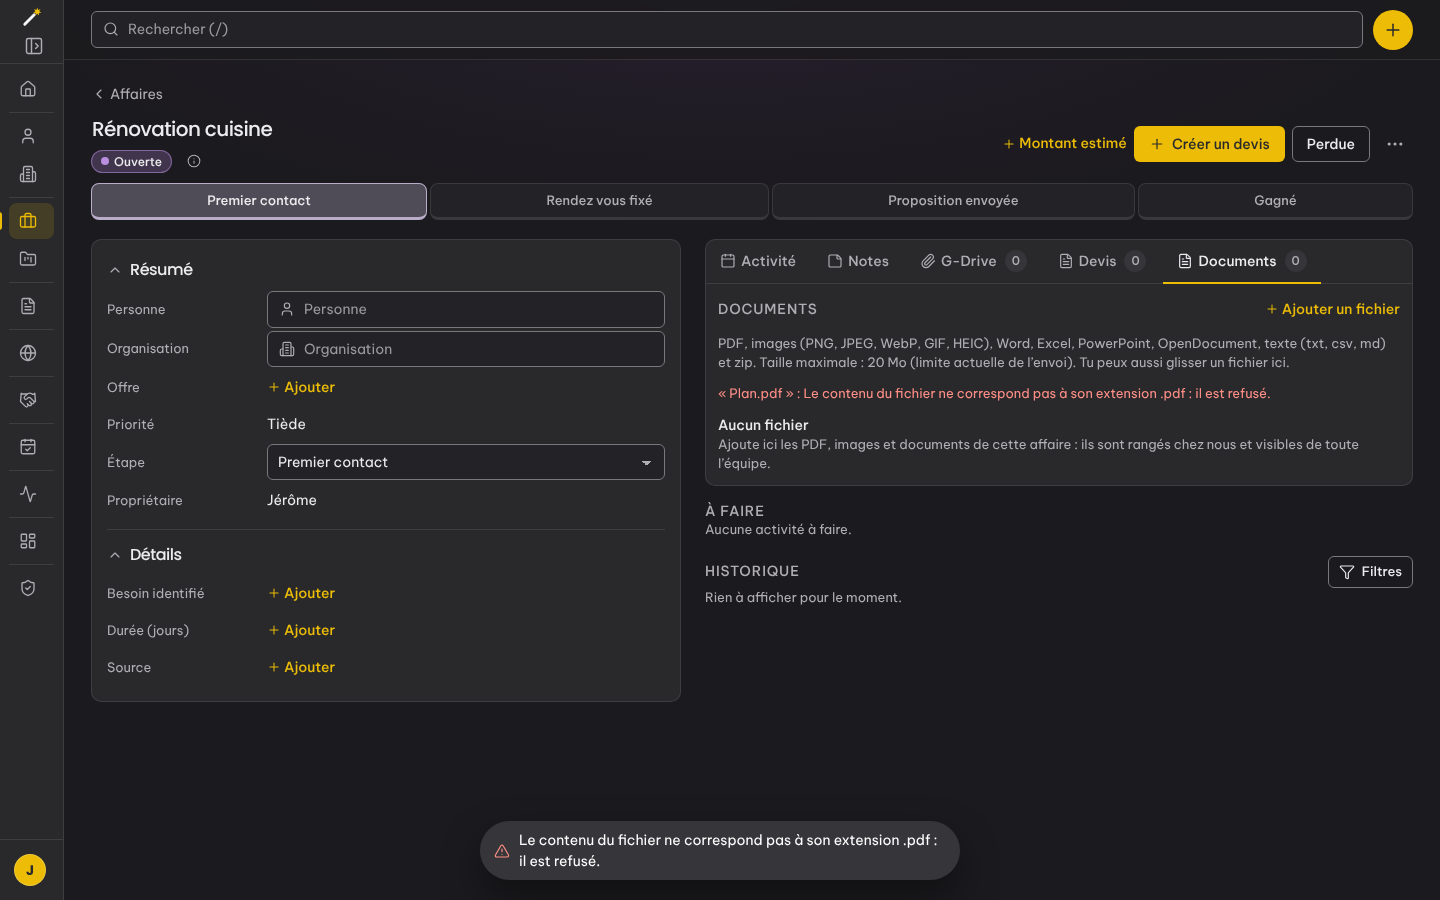 Rechercher (/)
Affaires
Rénovation cuisine
Ouverte
Montant estimé
Créer un devis
Perdue
Premier contact
Rendez vous fixé
Proposition envoyée
Gagné
Résumé
Personne
Personne
Organisation
Organisation
Offre
Ajouter
Priorité
Tiède
Étape
Premier contact
Propriétaire
Jérôme
Détails
Besoin identifié
Ajouter
Durée (jours)
Ajouter
Source
Ajouter
Activité
Notes
G-Drive 0
Devis 0
Documents 0
DOCUMENTS
Ajouter un fichier
PDF, images (PNG, JPEG, WebP, GIF, HEIC), Word, Excel, PowerPoint, OpenDocument, texte (txt, csv, md)
et zip. Taille maximale : 20 Mo (limite actuelle de l’envoi). Tu peux aussi glisser un fichier ici.
« Plan.pdf » : Le contenu du fichier ne correspond pas à son extension .pdf : il est refusé.
Aucun fichier
Ajoute ici les PDF, images et documents de cette affaire : ils sont rangés chez nous et visibles de toute
l’équipe.
À FAIRE
Aucune activité à faire.
HISTORIQUE
Filtres
Rien à afficher pour le moment.
Le contenu du fichier ne correspond pas à son extension .pdf :
il est refusé.
J